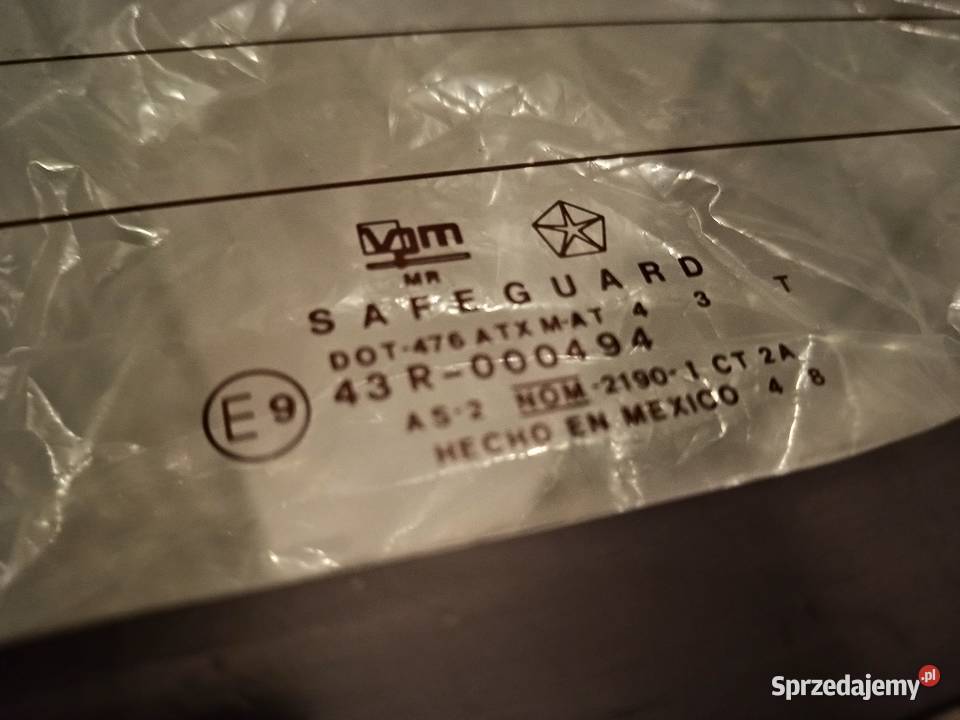 Vpm
MR
SAFEGUARD
DOT-476 ATX M-AT 4 3 T
E9 43R-000494
AS-2 NOM-2190-1 CT 2A
HECHO EN MEXICO 4 8
Sprzedajemy.pl